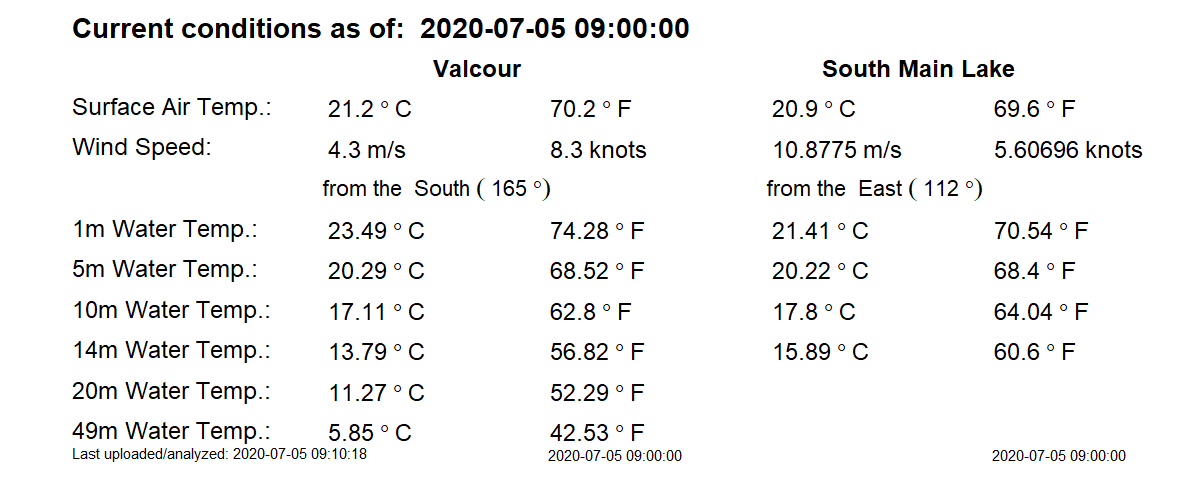 Current conditions as of: 2020-07-05 09:00:00
Valcour South Main Lake
Surface Air Temp.: 21.2 ° C 70.2 ° F 20.9 ° C 69.6 ° F
Wind Speed: 4.3 m/s 8.3 knots 10.8775 m/s 5.60696 knots
from the South ( 165 °) from the East ( 112 °)
1m Water Temp.: 23.49 ° C 74.28 ° F 21.41 ° C 70.54 ° F
5m Water Temp.: 20.29 ° C 68.52 ° F 20.22 ° C 68.4 ° F
10m Water Temp.: 17.11 ° C 62.8 ° F 17.8 ° C 64.04 ° F
14m Water Temp.: 13.79 ° C 56.82 ° F 15.89 ° C 60.6 ° F
20m Water Temp.: 11.27 ° C 52.29 ° F
49m Water Temp.: 5.85 ° C 42.53 ° F
Last uploaded/analyzed: 2020-07-05 09:10:18 2020-07-05 09:00:00 2020-07-05 09:00:00